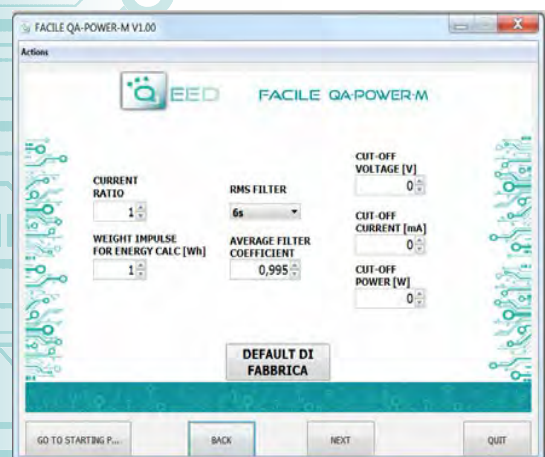 FACILE QA-POWER-M V1.00
Actions
QEED
FACILE QA-POWER-M
CURRENT
RATIO
1
WEIGHT IMPULSE
FOR ENERGY CALC [Wh]
1
RMS FILTER
6s
AVERAGE FILTER
COEFFICIENT
0,995
CUT-OFF
VOLTAGE [V]
0
CUT-OFF
CURRENT [mA]
0
CUT-OFF
POWER [W]
0
DEFAULT DI
FABBRICA
GO TO STARTING P...
BACK
NEXT
QUIT